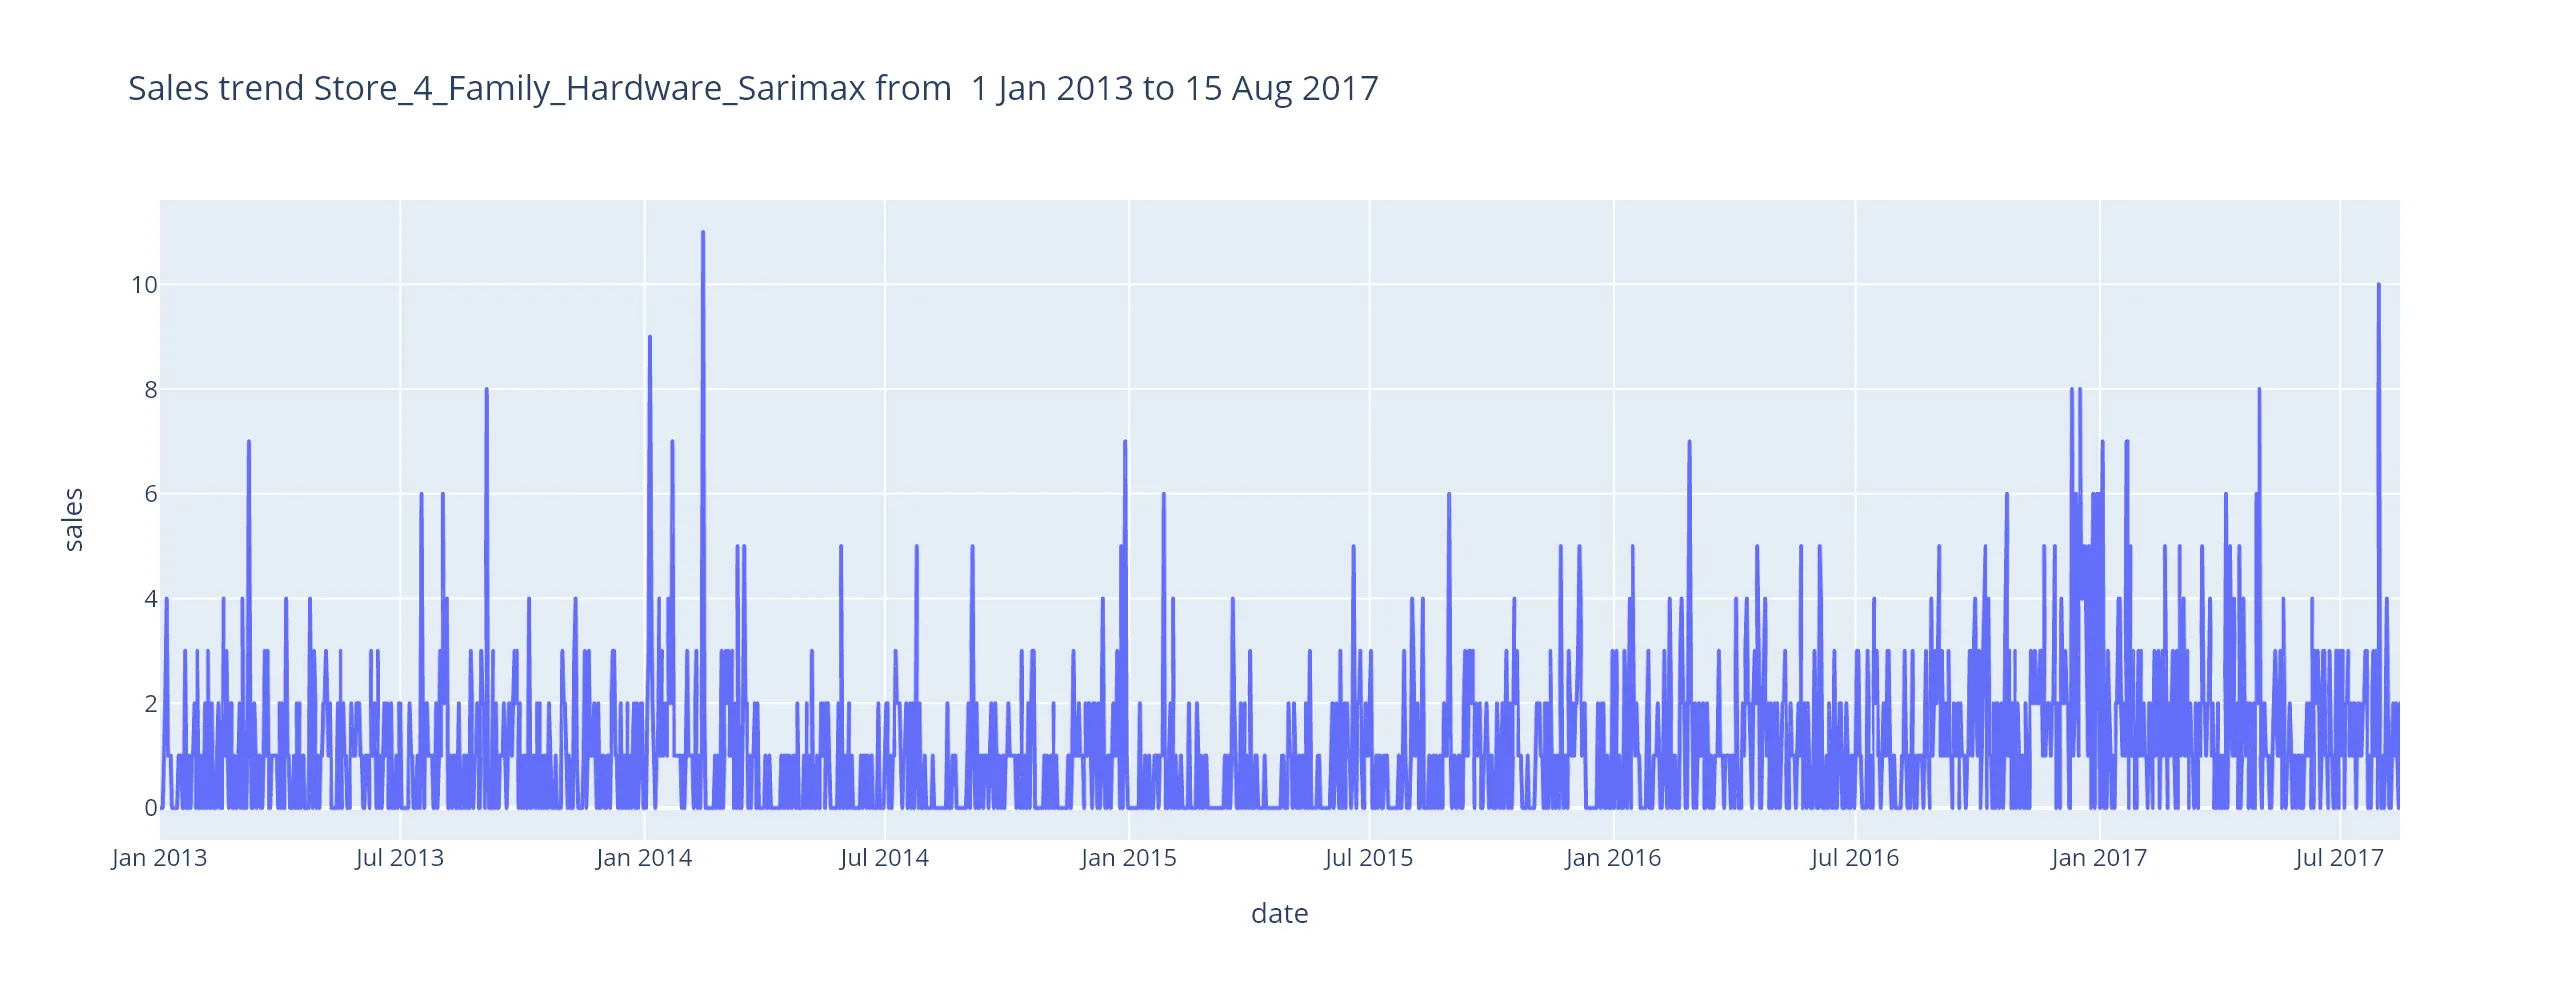 Sales trend Store_4_Family_Hardware_Sarimax from  1 Jan 2013 to 15 Aug 2017
10
8
6
4
2
0
sales
Jan 2013
Jul 2013
Jan 2014
Jul 2014
Jan 2015
Jul 2015
Jan 2016
Jul 2016
Jan 2017
Jul 2017
date